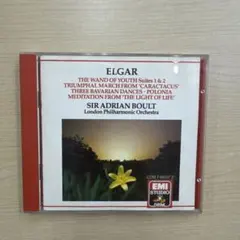 ELGAR
THE WAND OF YOUTH Suites 1 & 2
TRIUMPHAL MARCH FROM 'CARACTACUS'
THREE BAVARIAN DANCES · POLONIA
MEDITATION FROM 'THE LIGHT OF LIFE'
SIR ADRIAN BOULT
London Philharmonic Orchestra
EMI
STUDIO